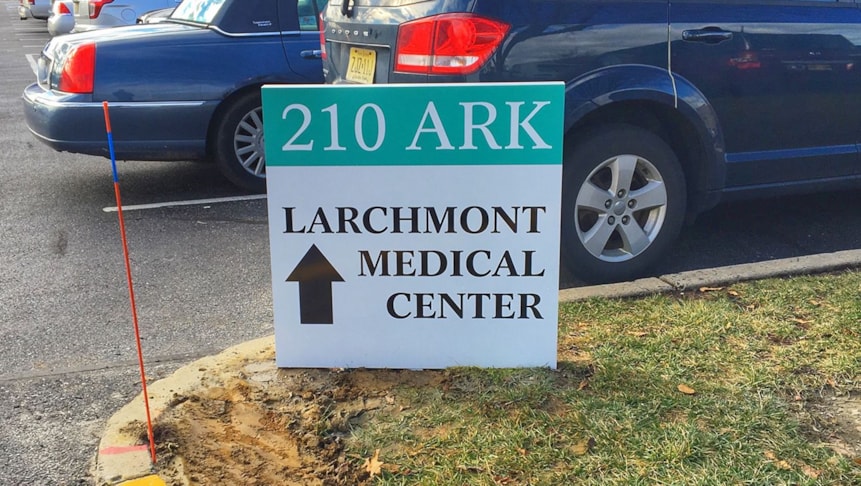 210 ARK
LARCHMONT
MEDICAL
CENTER